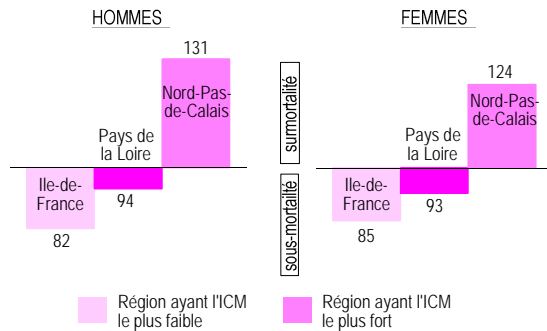 HOMMES
131
Nord-Pas-
de-Calais
Pays de
la Loire
Ile-de-
France
94
82
surmortalité
sous-mortailté
FEMMES
124
Nord-Pas-
de-Calais
Pays de
la Loire
Ile-de-
France
93
85
Région ayant l'ICM
le plus faible
Région ayant l'ICM
le plus fort